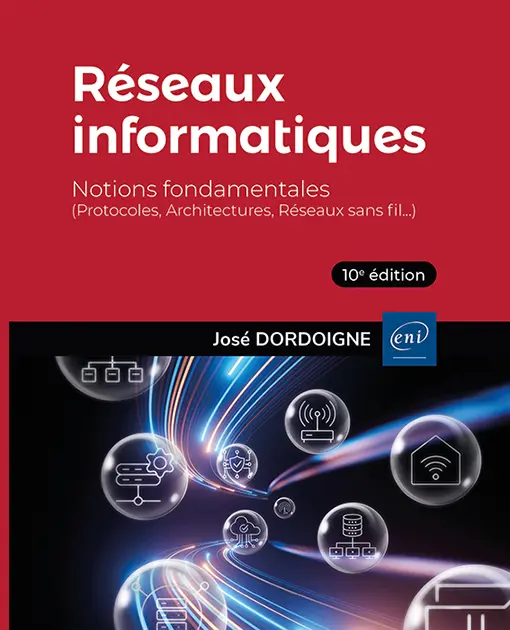 Réseaux
informatiques
Notions fondamentales
(Protocoles, Architectures, Réseaux sans fil...)
10e édition
José DORDOIGNE
eni